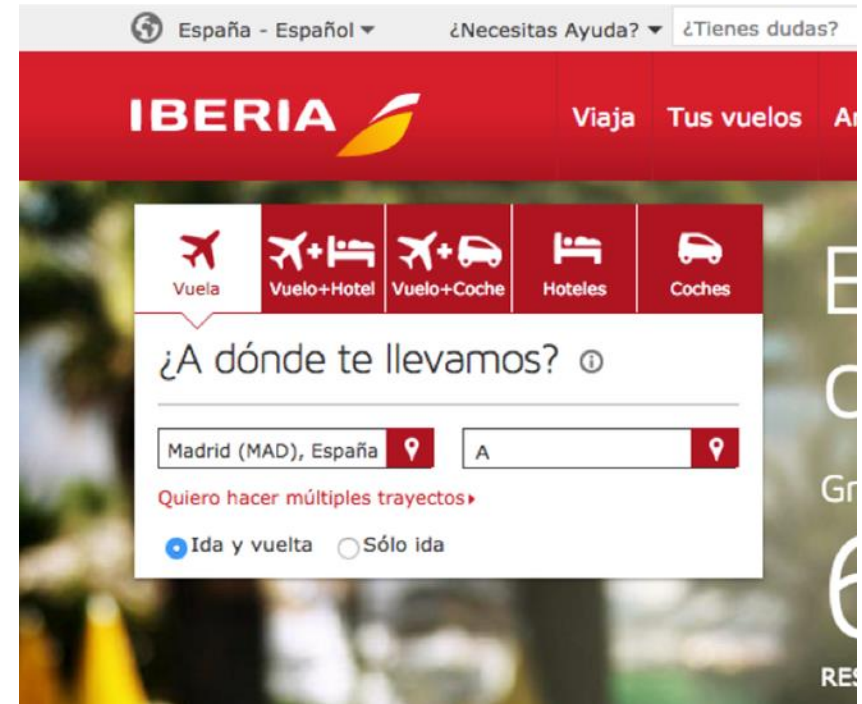 España - Español ¿Necesitas Ayuda? ¿Tienes dudas?
IBERIA Viaja Tus vuelos
Vuela Vuelo+Hotel Vuelo+Coche Hoteles Coches
¿A dónde te llevamos?
Madrid (MAD), España A
Quiero hacer múltiples trayectos
Ida y vuelta Sólo ida